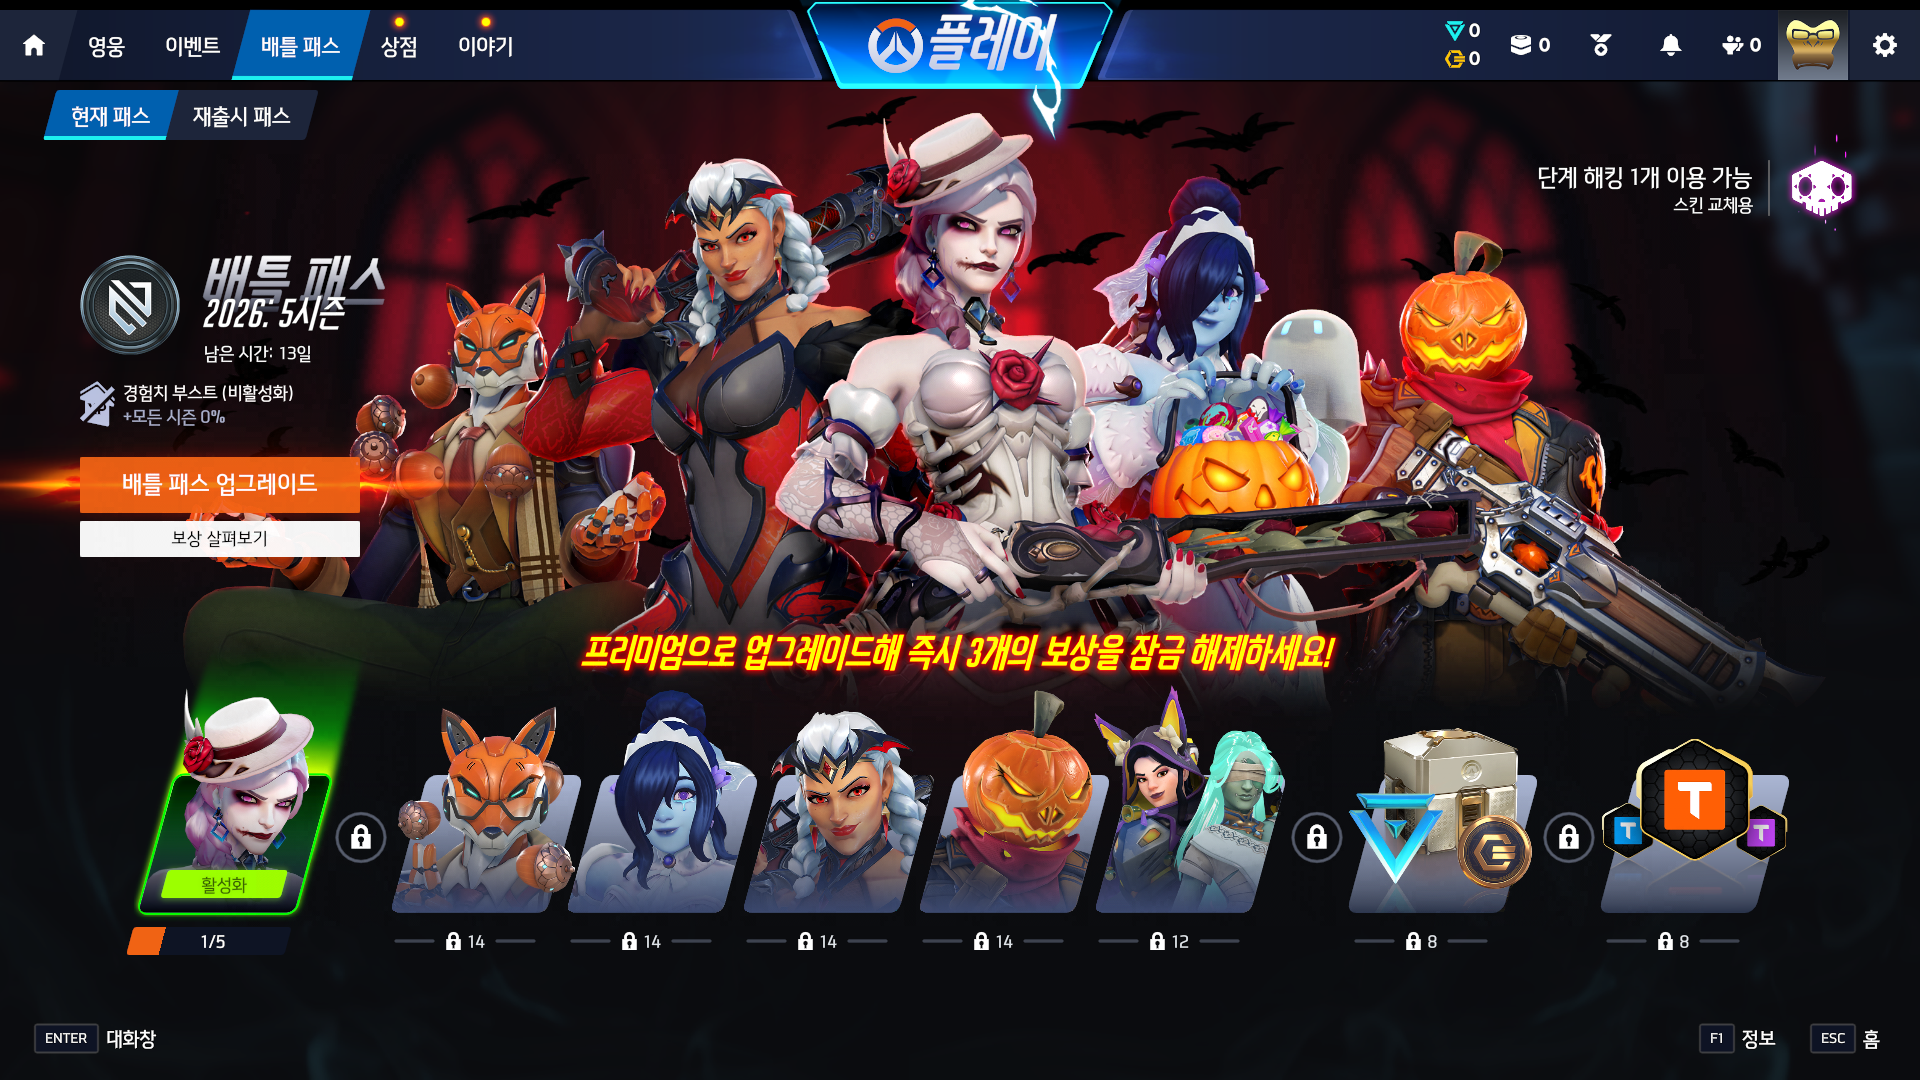 영웅
이벤트
배틀 패스
상점
이야기
플레이
0
0
0
0
현재 패스
재출시 패스
단계 해킹 1개 이용 가능
스킨 교체용
배틀 패스
2026: 5시즌
남은 시간: 13일
경험치 부스트 (비활성화)
+모든 시즌 0%
배틀 패스 업그레이드
보상 살펴보기
프리미엄으로 업그레이드해 즉시 3개의 보상을 잠금 해제하세요!
T
T
T
활성화
1/5
14
14
14
14
12
8
8
ENTER 대화창
F1 정보
ESC 홈